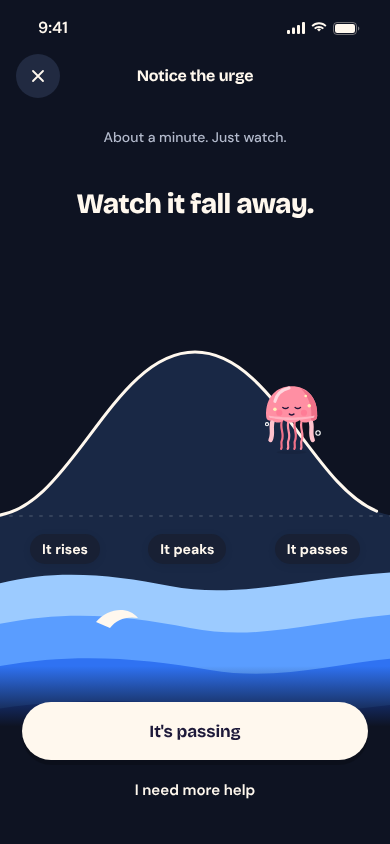 9:41
Notice the urge
About a minute. Just watch.
Watch it fall away.
It rises
It peaks
It passes
It's passing
I need more help